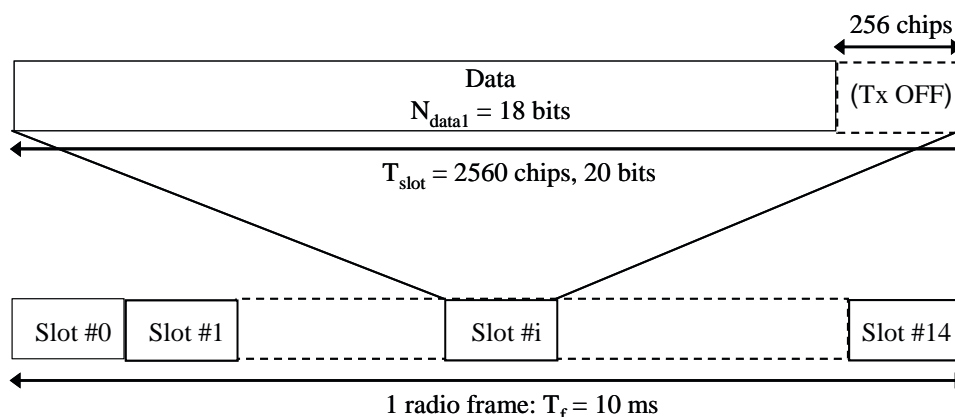 256 chips
Data
N_data1 = 18 bits
(Tx OFF)
T_slot = 2560 chips, 20 bits
Slot #0 Slot #1 Slot #i Slot #14
1 radio frame: T_f = 10 ms